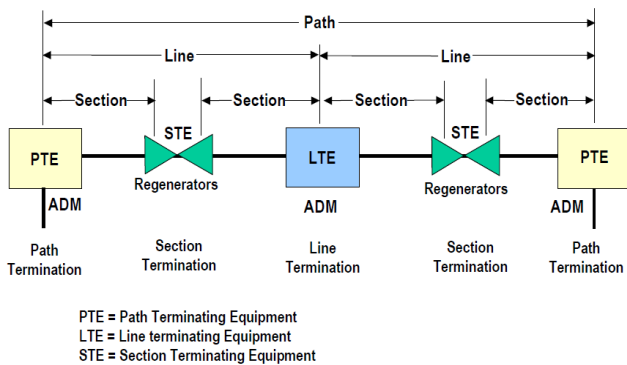 Path
Line Line
Section Section Section Section
STE STE
PTE LTE PTE
Regenerators Regenerators
ADM ADM ADM
Path Termination
Section Termination
Line Termination
Section Termination
Path Termination
PTE = Path Terminating Equipment
LTE = Line terminating Equipment
STE = Section Terminating Equipment